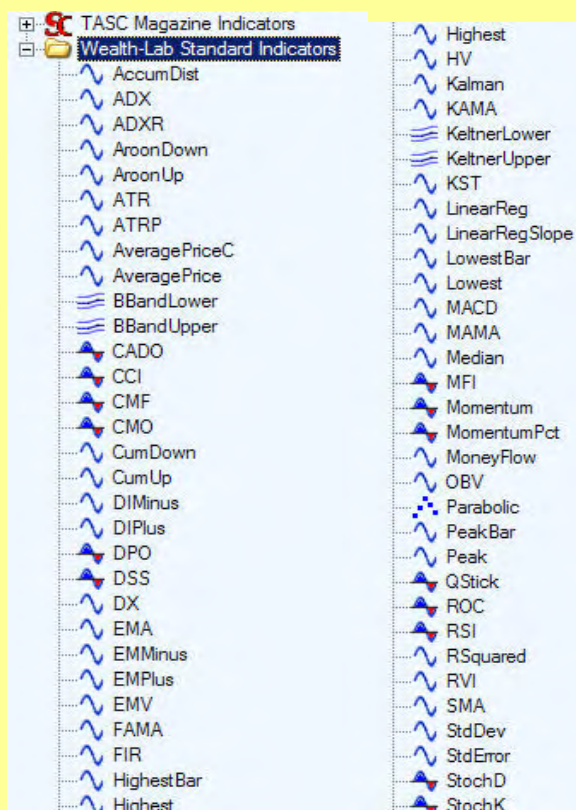 TASC Magazine Indicators
Wealth-Lab Standard Indicators
AccumDist
ADX
ADXR
AroonDown
AroonUp
ATR
ATRP
AveragePriceC
AveragePrice
BBandLower
BBandUpper
CADO
CCI
CMF
CMO
CumDown
CumUp
DIMinus
DIPlus
DPO
DSS
DX
EMA
EMMinus
EMPlus
EMV
FAMA
FIR
HighestBar
Highest
Highest
HV
Kalman
KAMA
KeltnerLower
KeltnerUpper
KST
LinearReg
LinearRegSlope
LowestBar
Lowest
MACD
MAMA
Median
MFI
Momentum
MomentumPct
MoneyFlow
OBV
Parabolic
PeakBar
Peak
QStick
ROC
RSI
RSquared
RVI
SMA
StdDev
StdError
StochD
StochK